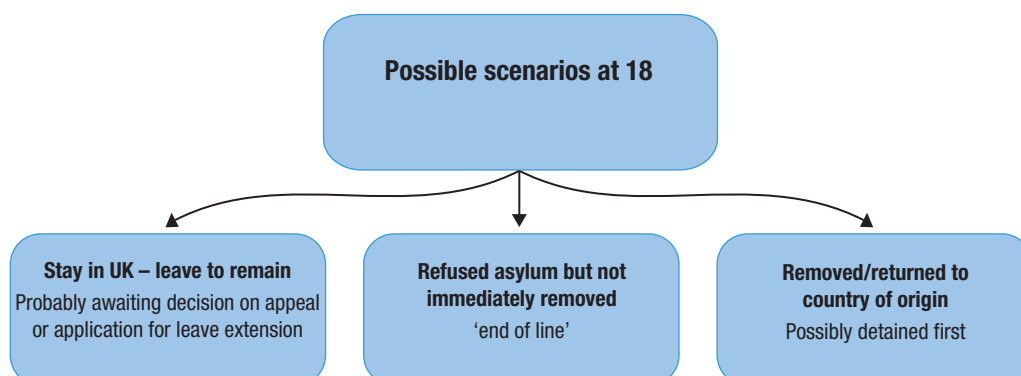 Possible scenarios at 18
Stay in UK – leave to remain
Probably awaiting decision on appeal
or application for leave extension
Refused asylum but not
immediately removed
‘end of line’
Removed/returned to
country of origin
Possibly detained first